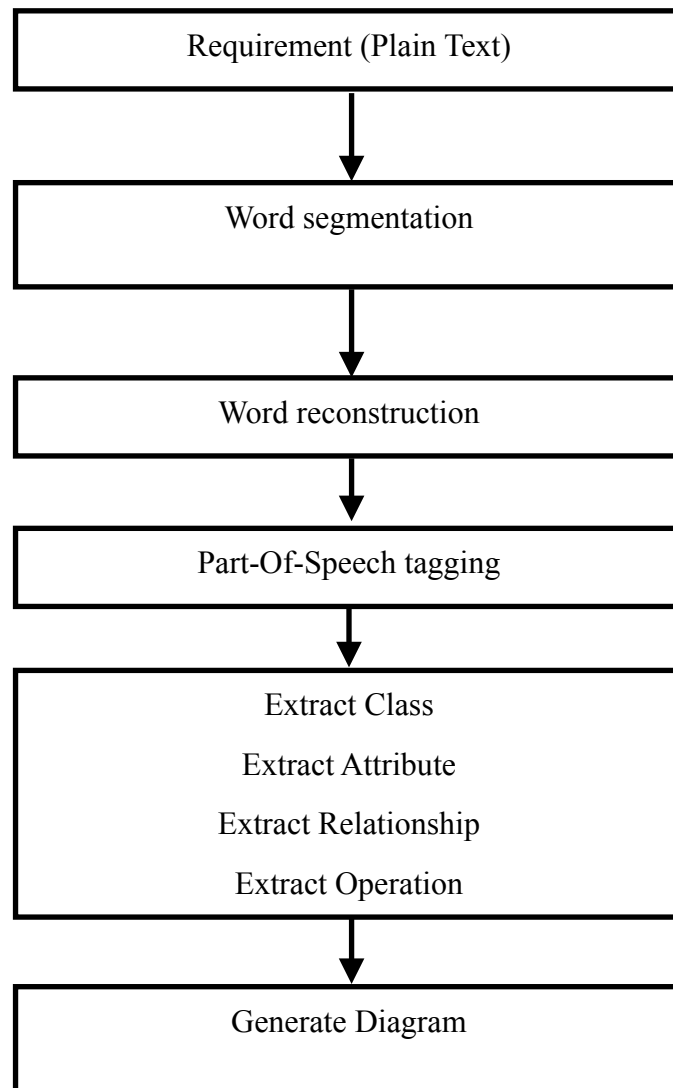 Requirement (Plain Text)
Word segmentation
Word reconstruction
Part-Of-Speech tagging
Extract Class
Extract Attribute
Extract Relationship
Extract Operation
Generate Diagram